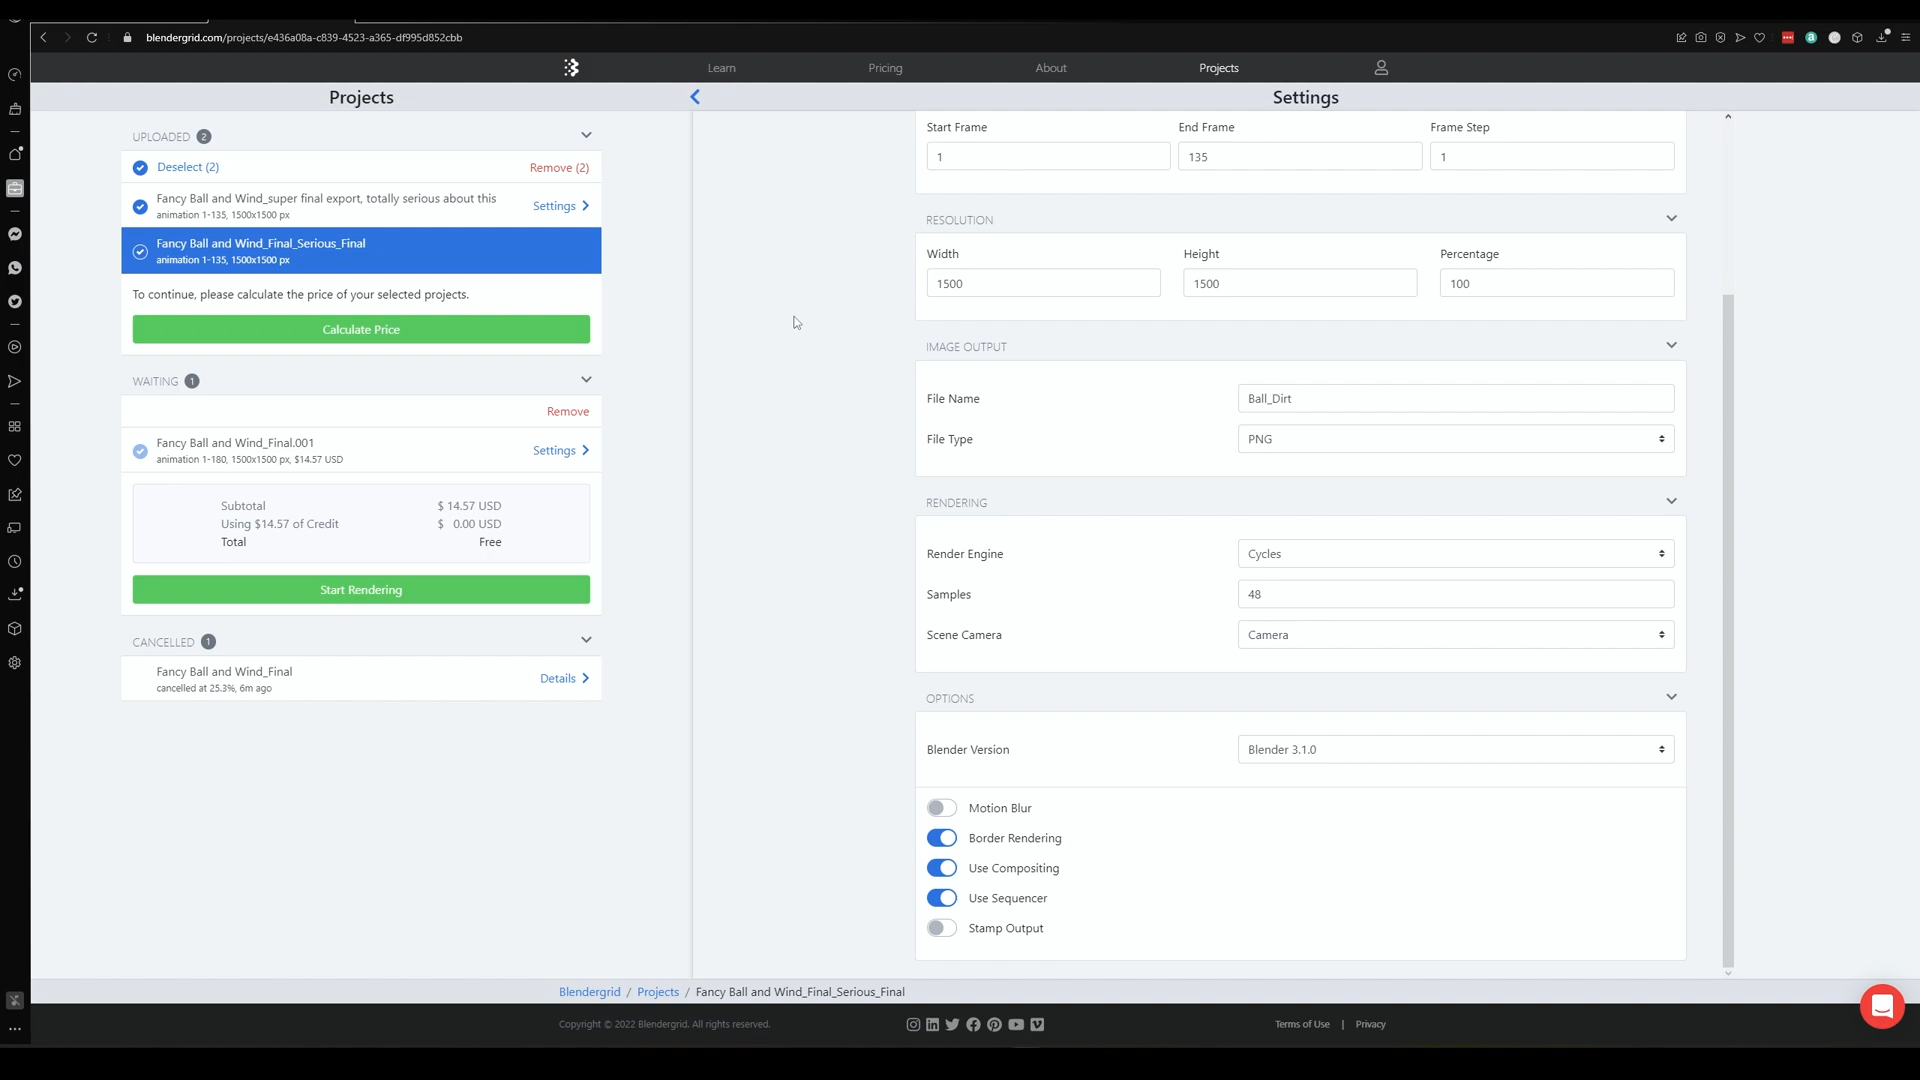 blendergrid.com/projects/e436a08a-c839-4523-a365-df995d852cbb
Learn
Pricing
About
Projects
Projects
Settings
UPLOADED 2
Deselect (2)
Remove (2)
Fancy Ball and Wind_super final export, totally serious about this
animation 1-135, 1500x1500 px
Settings
Fancy Ball and Wind_Final_Serious_Final
animation 1-135, 1500x1500 px
To continue, please calculate the price of your selected projects.
Calculate Price
WAITING 1
Remove
Fancy Ball and Wind_Final.001
animation 1-180, 1500x1500 px, $14.57 USD
Settings
Subtotal $ 14.57 USD
Using $14.57 of Credit $ 0.00 USD
Total Free
Start Rendering
CANCELLED 1
Fancy Ball and Wind_Final
cancelled at 25.3%, 6m ago
Details
Start Frame
End Frame
Frame Step
1
135
1
RESOLUTION
Width
Height
Percentage
1500
1500
100
IMAGE OUTPUT
File Name
Ball_Dirt
File Type
PNG
RENDERING
Render Engine
Cycles
Samples
48
Scene Camera
Camera
OPTIONS
Blender Version
Blender 3.1.0
Motion Blur
Border Rendering
Use Compositing
Use Sequencer
Stamp Output
Blendergrid / Projects / Fancy Ball and Wind_Final_Serious_Final
Copyright © 2022 Blendergrid. All rights reserved.
Terms of Use | Privacy